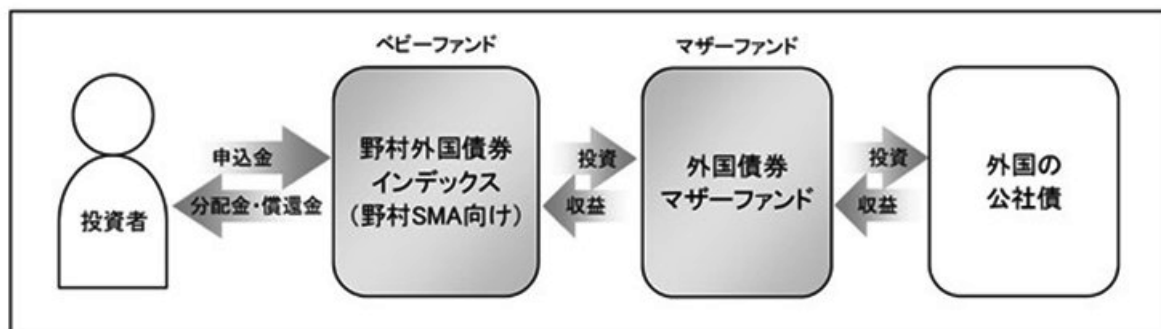 ベビーファンド
マザーファンド
投資者
申込金
分配金・償還金
野村外国債券
インデックス
(野村SMA向け)
投資
収益
外国債券
マザーファンド
投資
収益
外国の
公社債